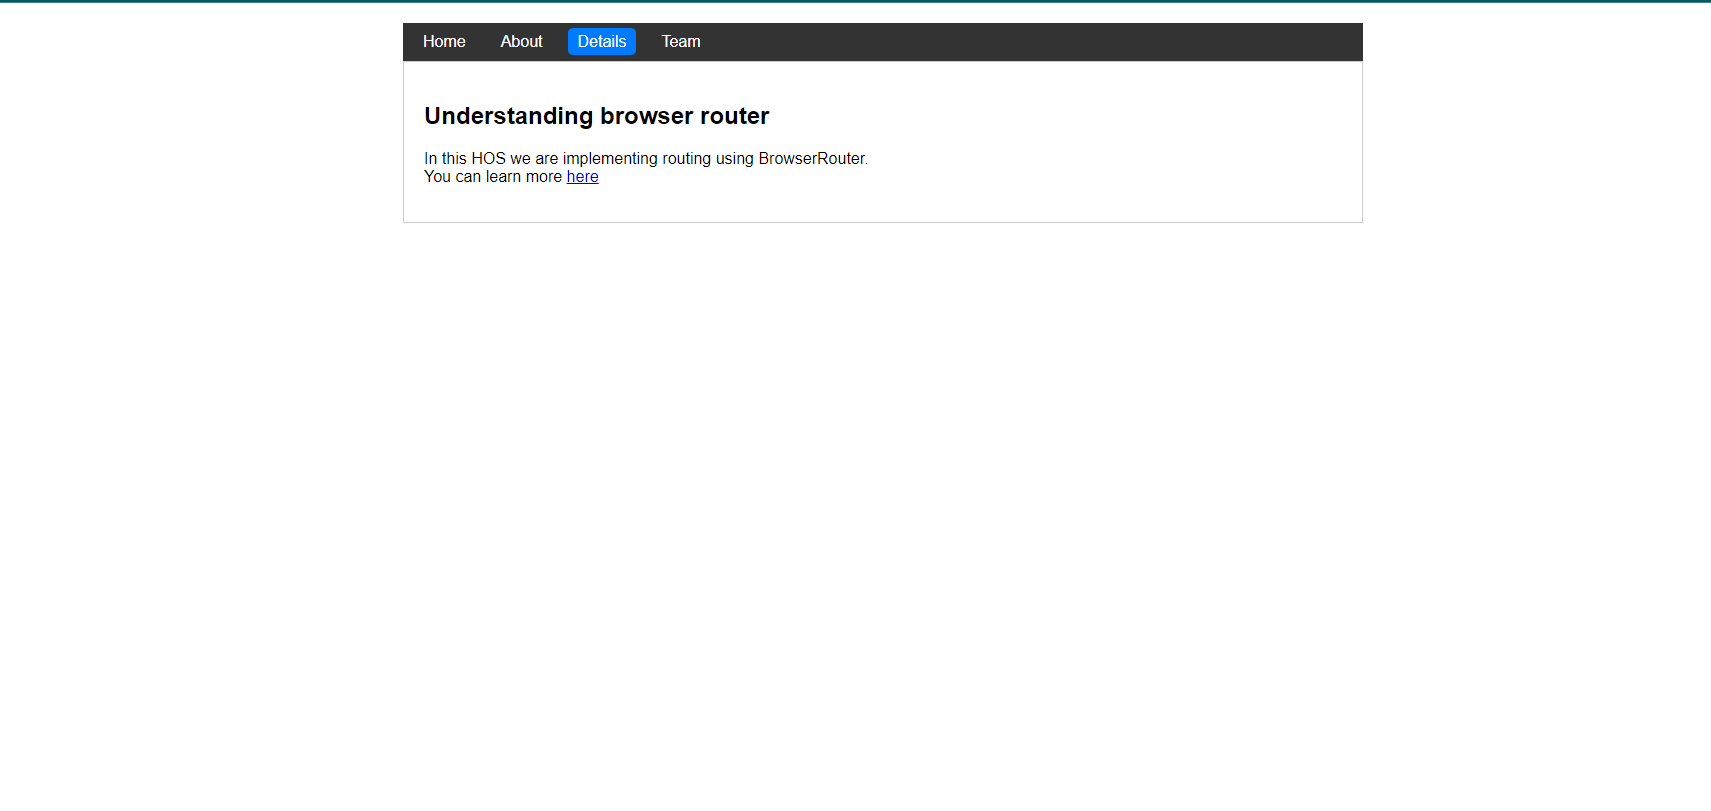 Home About Details Team
Understanding browser router
In this HOS we are implementing routing using BrowserRouter.
You can learn more here